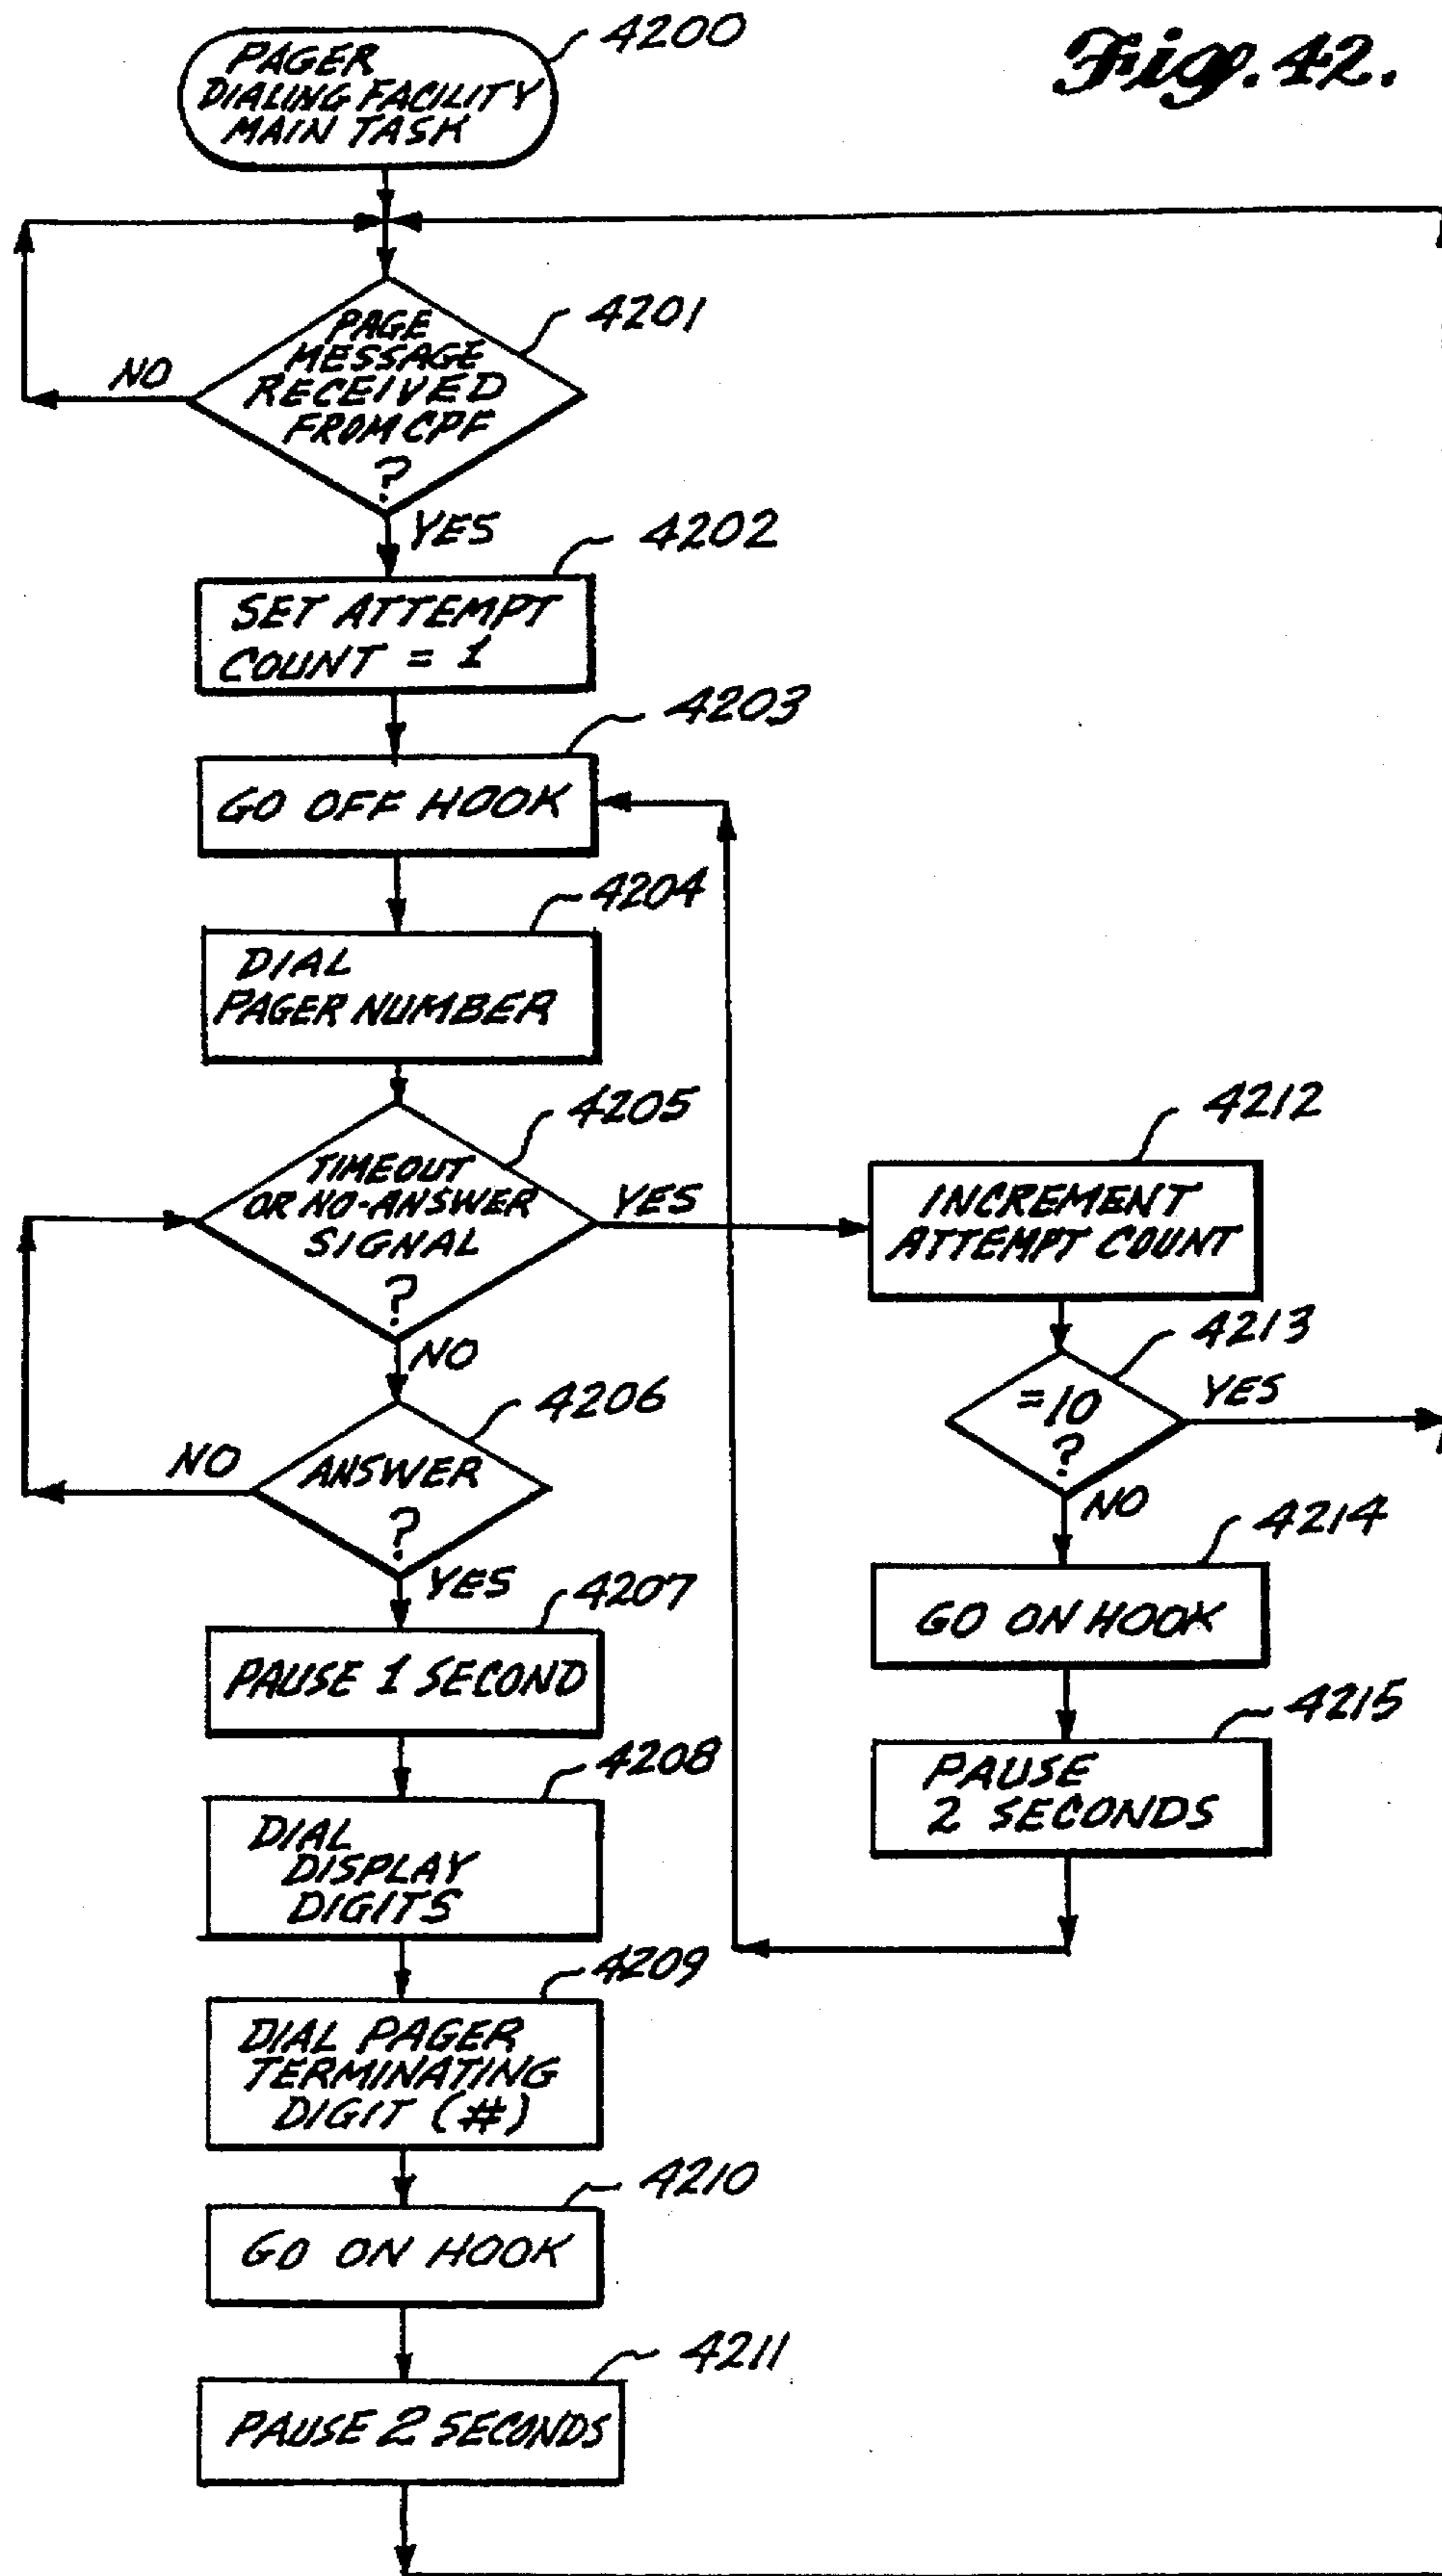 Fig. 42.
4200
PAGER
DIALING FACILITY
MAIN TASK
4201
PAGE
MESSAGE
RECEIVED
FROM CPF
?
NO
YES
4202
SET ATTEMPT
COUNT = 1
4203
GO OFF HOOK
4204
DIAL
PAGER NUMBER
4205
TIMEOUT
OR NO-ANSWER
SIGNAL
?
YES
NO
4206
ANSWER
?
NO
YES
4207
PAUSE 1 SECOND
4208
DIAL
DISPLAY
DIGITS
4209
DIAL PAGER
TERMINATING
DIGIT (#)
4210
GO ON HOOK
4211
PAUSE 2 SECONDS
4212
INCREMENT
ATTEMPT COUNT
4213
=10
?
YES
NO
4214
GO ON HOOK
4215
PAUSE
2 SECONDS